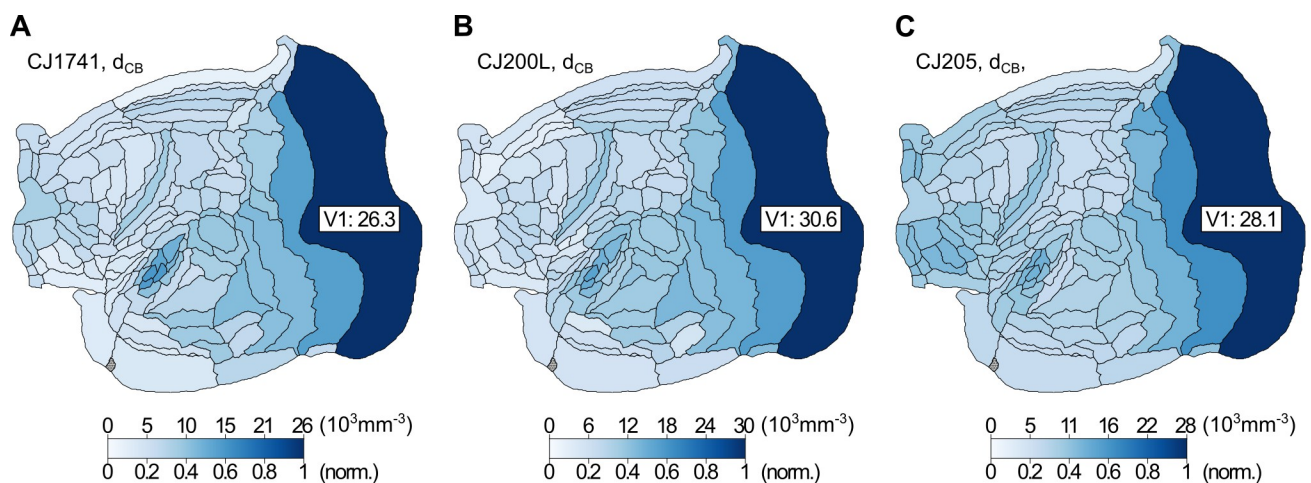 A
CJ1741, dCB
V1: 26.3
0 5 10 15 21 26 (10³mm⁻³)
0 0.2 0.4 0.6 0.8 1 (norm.)
B
CJ200L, dCB
V1: 30.6
0 6 12 18 24 30 (10³mm⁻³)
0 0.2 0.4 0.6 0.8 1 (norm.)
C
CJ205, dCB,
V1: 28.1
0 5 11 16 22 28 (10³mm⁻³)
0 0.2 0.4 0.6 0.8 1 (norm.)